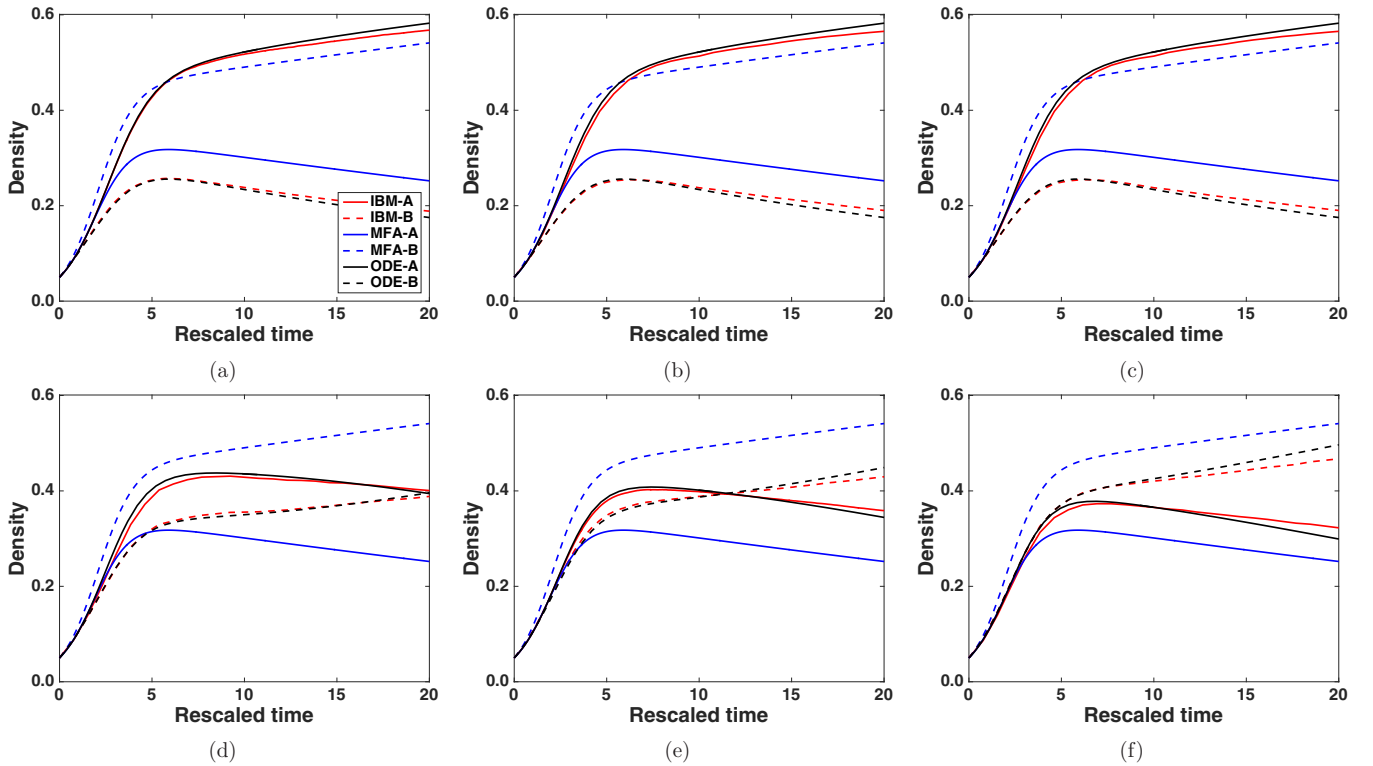 0.6 0.6 0.6
0.4 0.4 0.4
Density Density Density
0.2 0.2 0.2
IBM-A
IBM-B
MFA-A
MFA-B
ODE-A
ODE-B
0.0 0.0 0.0
0 5 10 15 20 0 5 10 15 20 0 5 10 15 20
Rescaled time Rescaled time Rescaled time
(a) (b) (c)
0.6 0.6 0.6
0.4 0.4 0.4
Density Density Density
0.2 0.2 0.2
0.0 0.0 0.0
0 5 10 15 20 0 5 10 15 20 0 5 10 15 20
Rescaled time Rescaled time Rescaled time
(d) (e) (f)